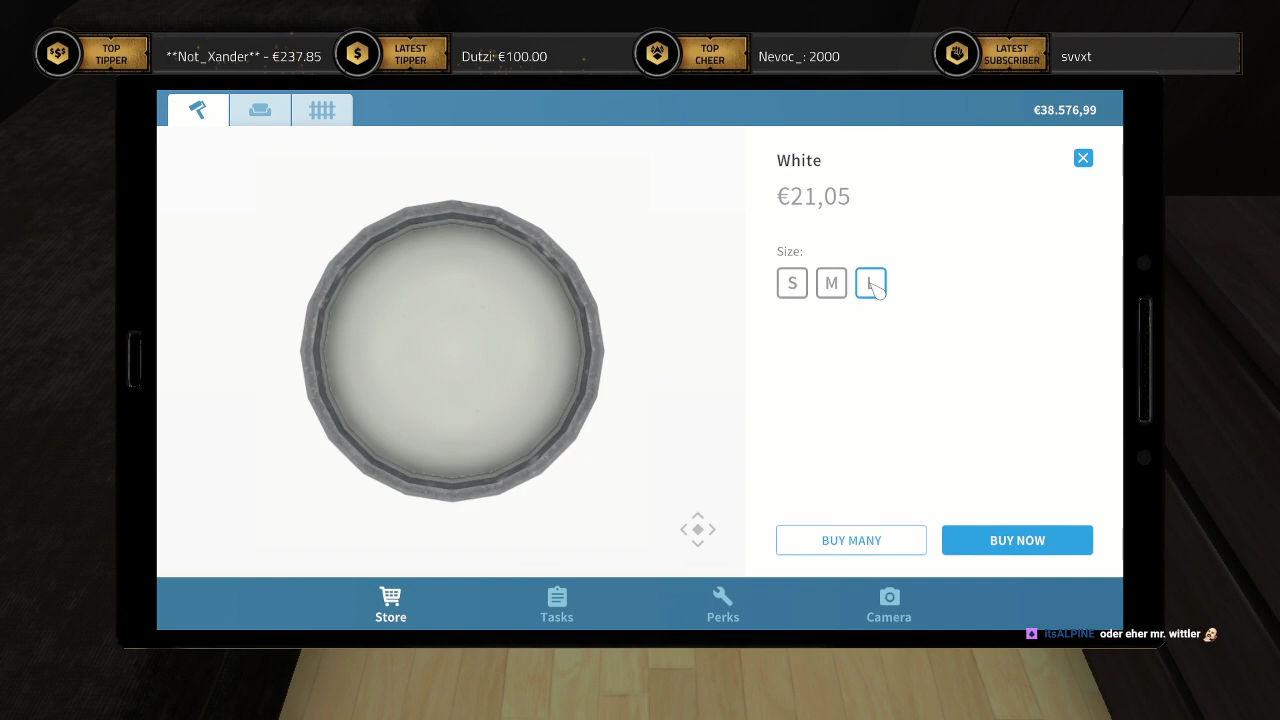 TOP
TIPPER
**Not_Xander** - €237.85
LATEST
TIPPER
Dutzi: €100.00
TOP
CHEER
Nevoc_: 2000
LATEST
SUBSCRIBER
svvxt
€38.576,99
White
€21,05
Size:
S M L
BUY MANY
BUY NOW
Store
Tasks
Perks
Camera
itsALPINE oder eher mr. wittler